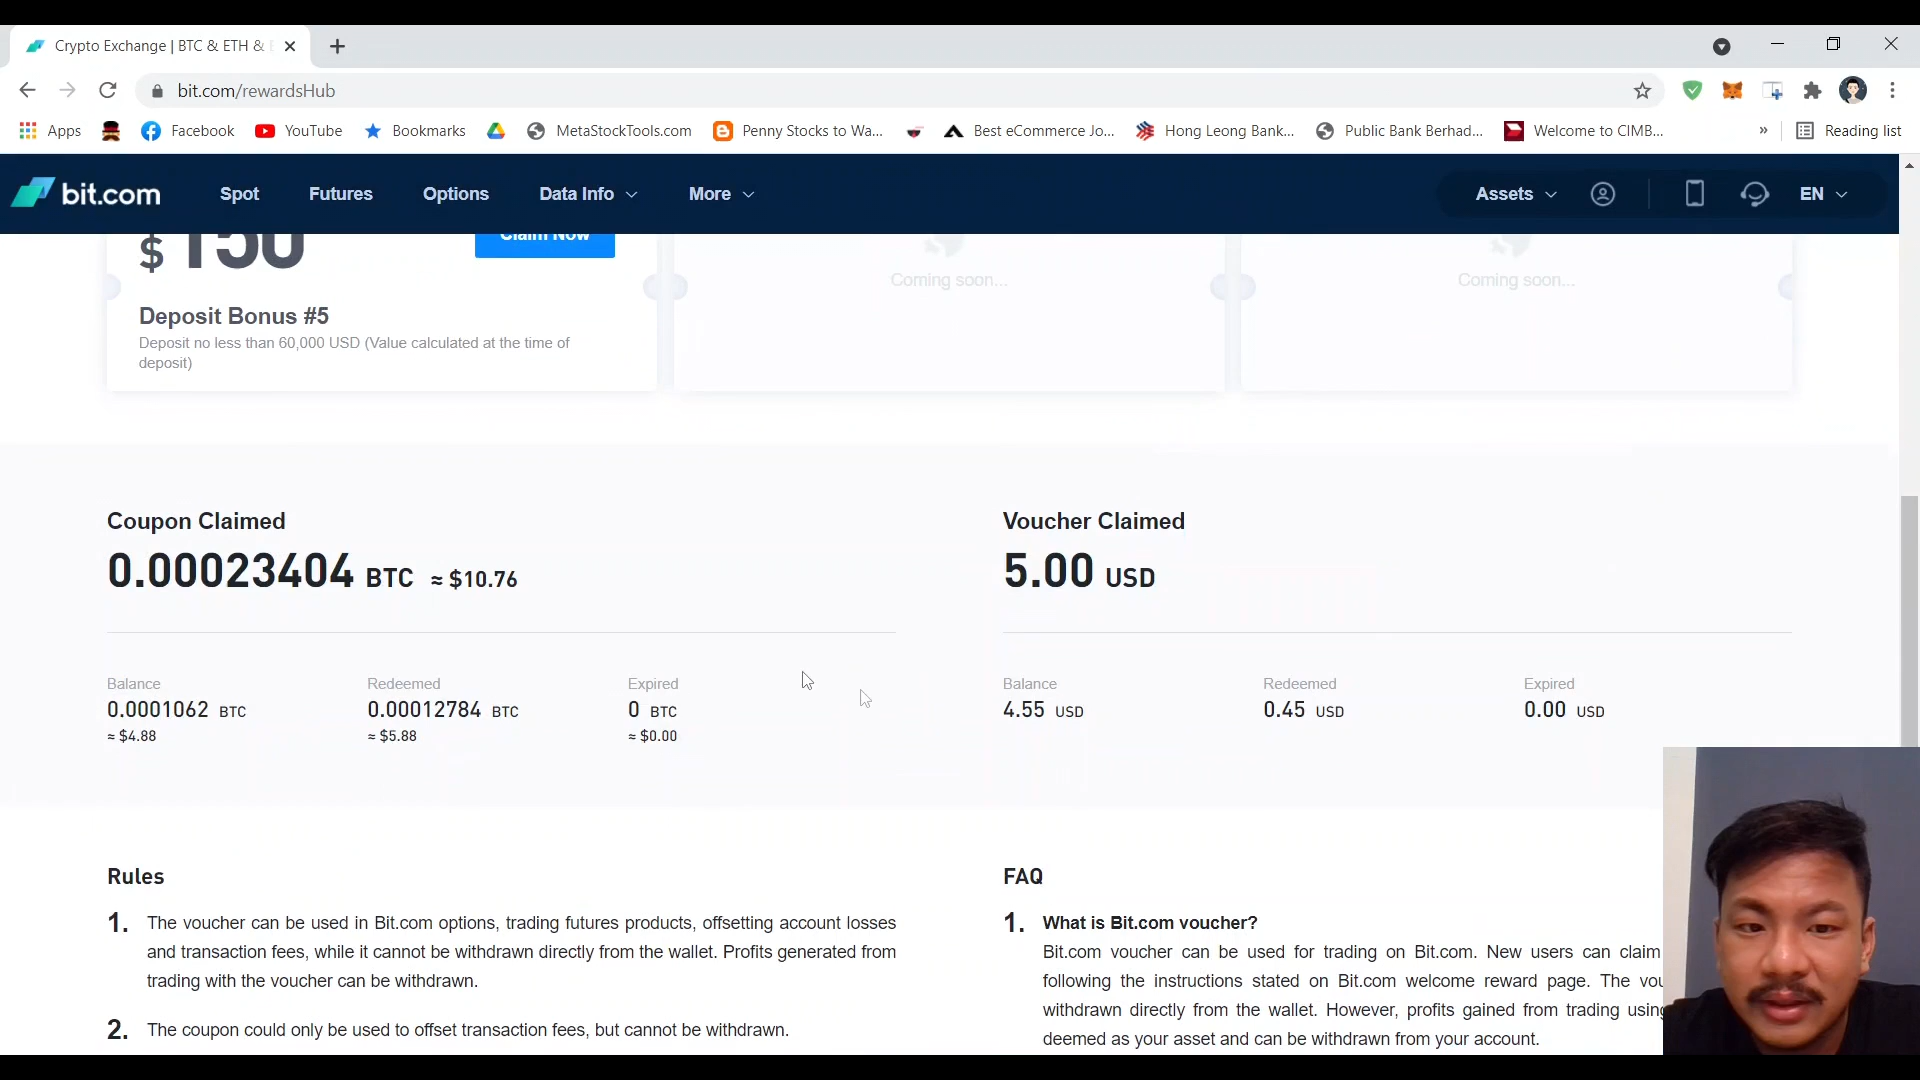 Crypto Exchange | BTC & ETH &
bit.com/rewardsHub
Apps Facebook YouTube Bookmarks MetaStockTools.com Penny Stocks to Wa... Best eCommerce Jo... Hong Leong Bank... Public Bank Berhad... Welcome to CIMB... » Reading list
bit.com Spot Futures Options Data Info More Assets EN
$ 150 Claim Now
Coming soon... Coming soon...
Deposit Bonus #5
Deposit no less than 60,000 USD (Value calculated at the time of
deposit)
Coupon Claimed
0.00023404 BTC ≈ $10.76
Balance Redeemed Expired
0.0001062 BTC 0.00012784 BTC 0 BTC
≈ $4.88 ≈ $5.88 ≈ $0.00
Voucher Claimed
5.00 USD
Balance Redeemed Expired
4.55 USD 0.45 USD 0.00 USD
Rules
1. The voucher can be used in Bit.com options, trading futures products, offsetting account losses
and transaction fees, while it cannot be withdrawn directly from the wallet. Profits generated from
trading with the voucher can be withdrawn.
2. The coupon could only be used to offset transaction fees, but cannot be withdrawn.
FAQ
1. What is Bit.com voucher?
Bit.com voucher can be used for trading on Bit.com. New users can claim
following the instructions stated on Bit.com welcome reward page. The
withdrawn directly from the wallet. However, profits gained from trading
deemed as your asset and can be withdrawn from your account.